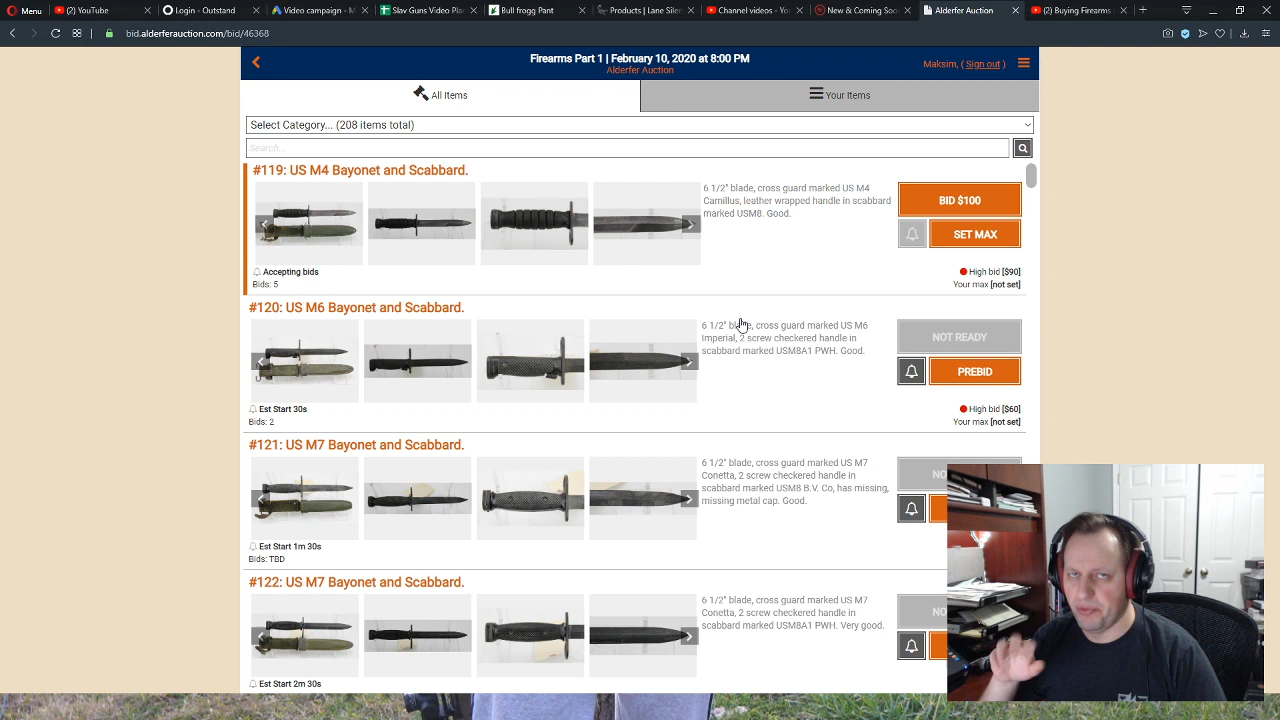 Menu
YouTube
Login - Outstand
Video campaign - M
Slav Guns Video Pla
Bull frogg Pant
Products | Lane Silen
Channel videos - You
New & Coming Soo
Alderfer Auction
(2) Buying Firearms
bid.alderferauction.com/bid/46368
Firearms Part 1 | February 10, 2020 at 8:00 PM
Alderfer Auction
Maksim, ( Sign out )
All Items
Your Items
Select Category... (208 items total)
Search...
#119: US M4 Bayonet and Scabbard.
6 1/2" blade, cross guard marked US M4
Camillus, leather wrapped handle in scabbard
marked USM8. Good.
BID $100
SET MAX
Accepting bids
Bids: 5
High bid [$90]
Your max [not set]
#120: US M6 Bayonet and Scabbard.
6 1/2" blade, cross guard marked US M6
Imperial, 2 screw checkered handle in
scabbard marked USM8A1 PWH. Good.
NOT READY
PREBID
Est Start 30s
Bids: 2
High bid [$60]
Your max [not set]
#121: US M7 Bayonet and Scabbard.
6 1/2" blade, cross guard marked US M7
Conetta, 2 screw checkered handle in
scabbard marked USM8 B.V. Co, has missing,
missing metal cap. Good.
NO
Est Start 1m 30s
Bids: TBD
#122: US M7 Bayonet and Scabbard.
6 1/2" blade, cross guard marked US M7
Conetta, 2 screw checkered handle in
scabbard marked USM8A1 PWH. Very good.
NO
Est Start 2m 30s